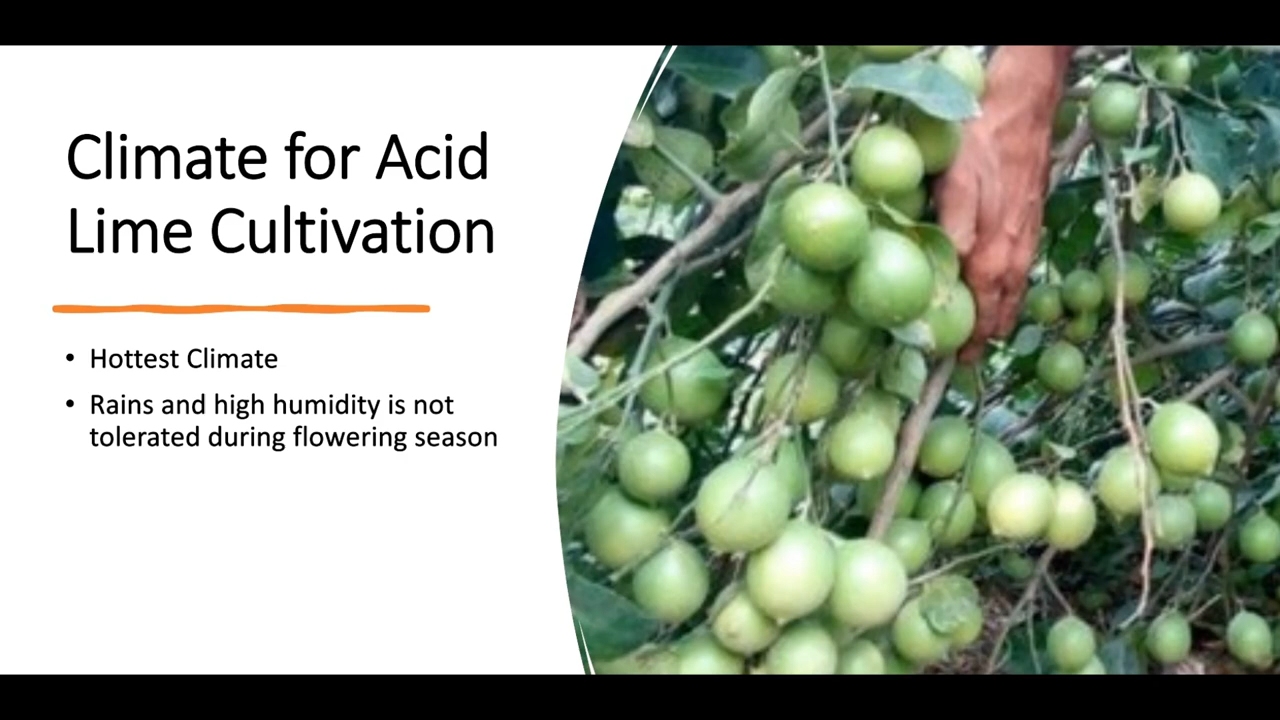 Climate for Acid
Lime Cultivation
• Hottest Climate
• Rains and high humidity is not
tolerated during flowering season